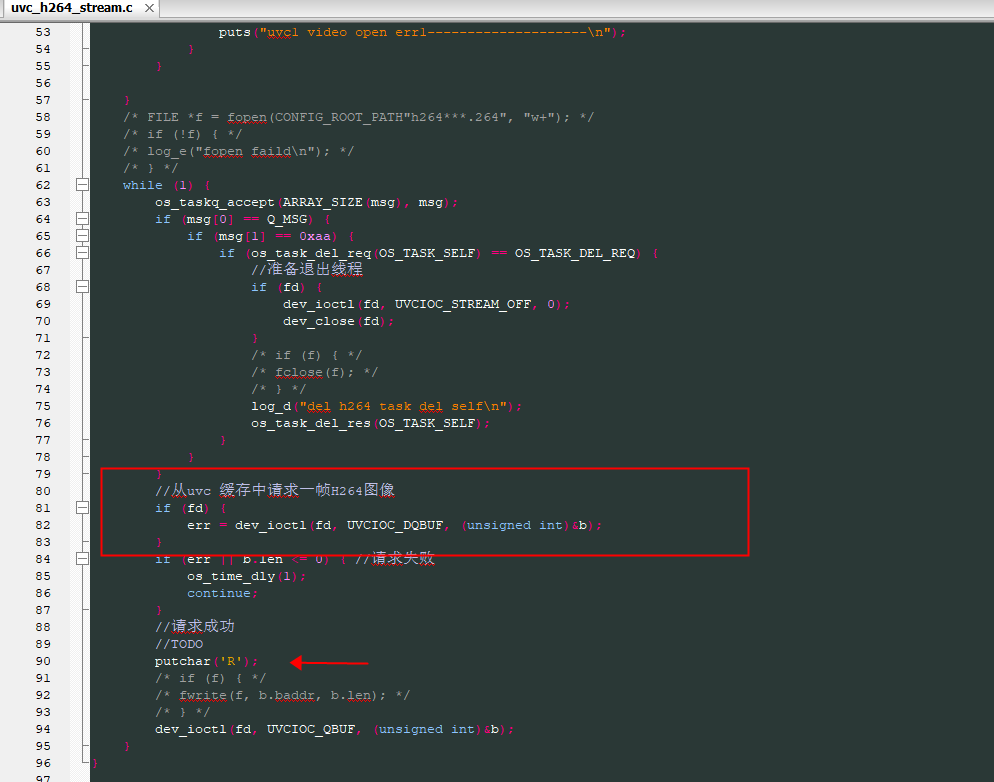 uvc_h264_stream.c ×
53 puts("uvc1 video open err1--------------------\n");
54 }
55 }
56
57 }
58 /* FILE *f = fopen(CONFIG_ROOT_PATH"h264***.264", "w+"); */
59 /* if (!f) { */
60 /* log_e("fopen faild\n"); */
61 /* } */
62 while (1) {
63 os_taskq_accept(ARRAY_SIZE(msg), msg);
64 if (msg[0] == Q_MSG) {
65 if (msg[1] == 0xaa) {
66 if (os_task_del_req(OS_TASK_SELF) == OS_TASK_DEL_REQ) {
67 //准备退出线程
68 if (fd) {
69 dev_ioctl(fd, UVCIOC_STREAM_OFF, 0);
70 dev_close(fd);
71 }
72 /* if (f) { */
73 /* fclose(f); */
74 /* } */
75 log_d("del h264 task del self\n");
76 os_task_del_res(OS_TASK_SELF);
77 }
78 }
79 }
80 //从uvc 缓存中请求一帧H264图像
81 if (fd) {
82 err = dev_ioctl(fd, UVCIOC_DQBUF, (unsigned int)&b);
83 }
84 if (err || b.len <= 0) { //请求失败
85 os_time_dly(1);
86 continue;
87 }
88 //请求成功
89 //TODO
90 putchar('R');
91 /* if (f) { */
92 /* fwrite(f, b.baddr, b.len); */
93 /* } */
94 dev_ioctl(fd, UVCIOC_QBUF, (unsigned int)&b);
95 }
96 }
97